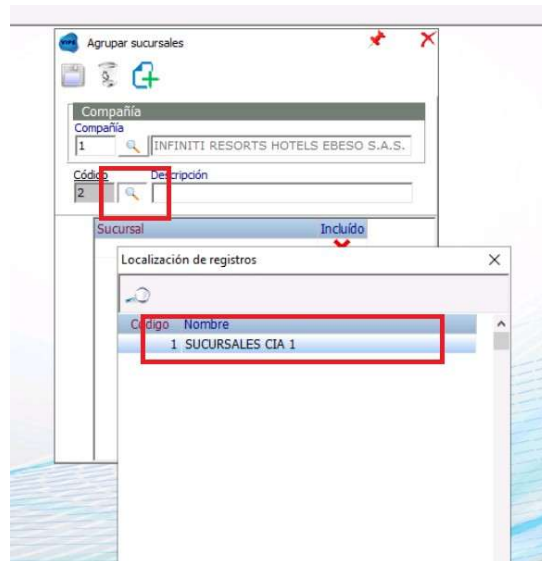 Agrupar sucursales
Compañía
Compañía
1 INFINITI RESORTS HOTELS EBESO S.A.S.
Código Descripción
2
Sucursal Incluído
Localización de registros
Código Nombre
1 SUCURSALES CIA 1